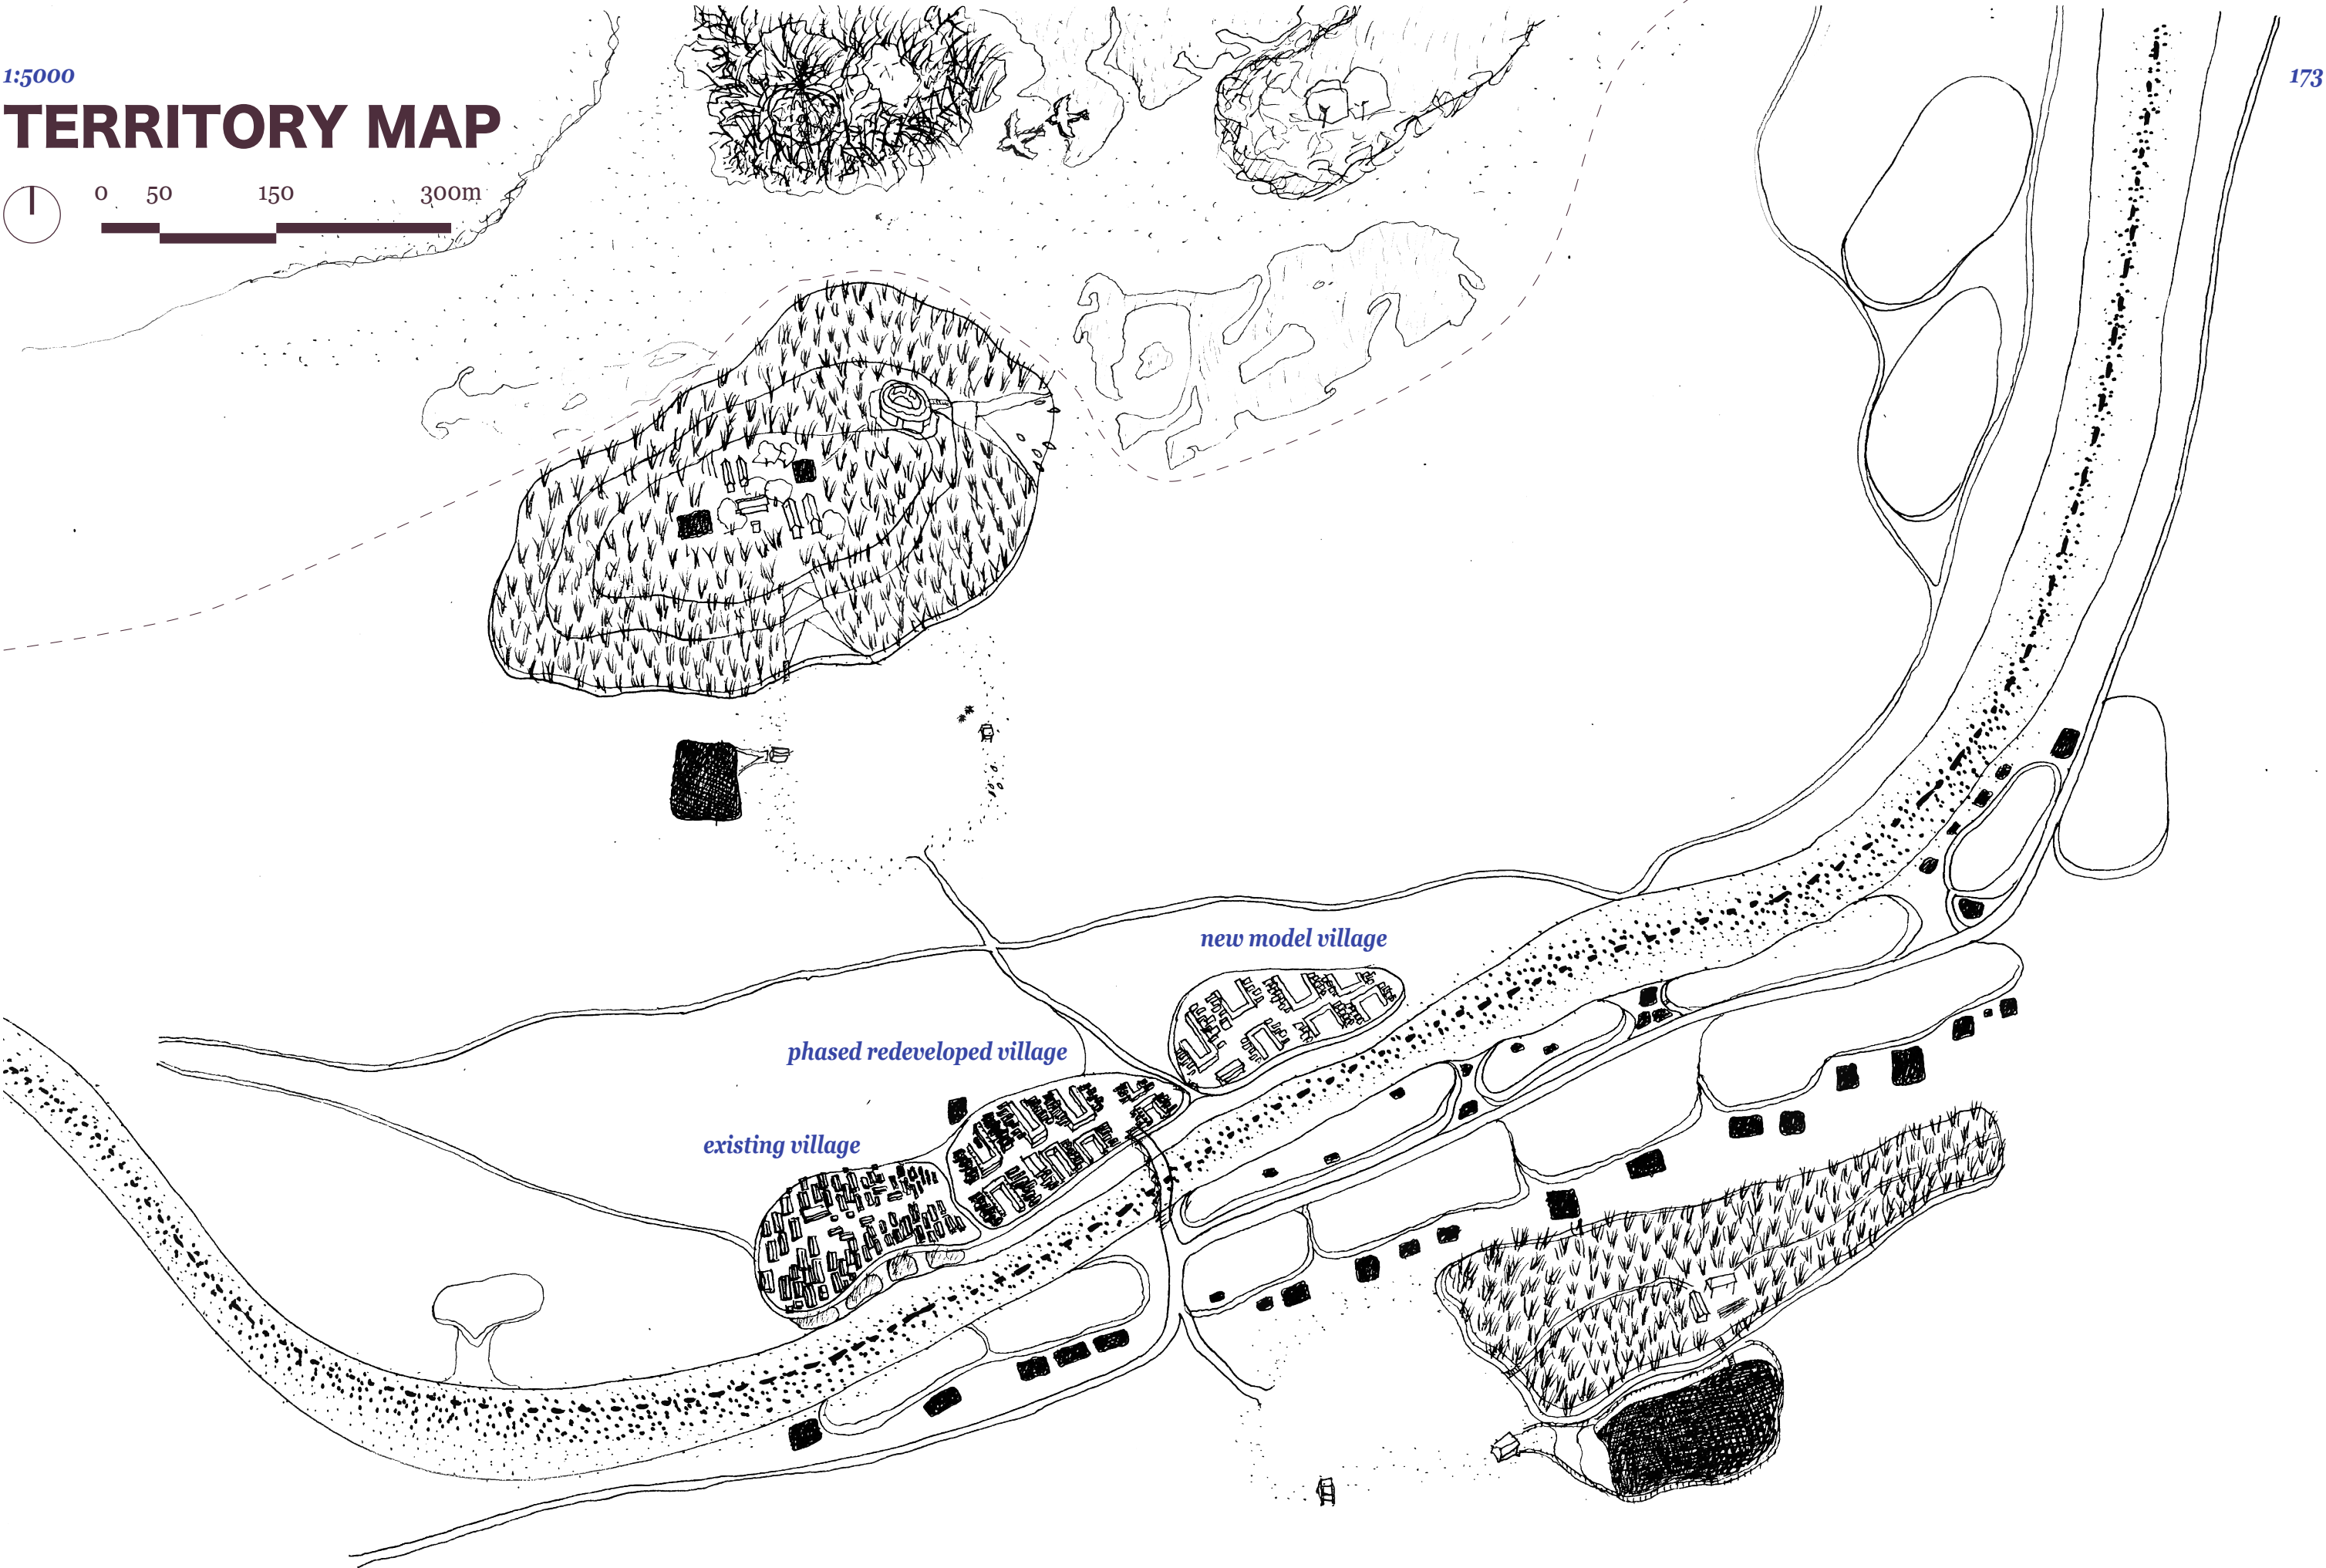 1:5000
173
TERRITORY MAP
0 50 150 300m
new model village
phased redeveloped village
existing village